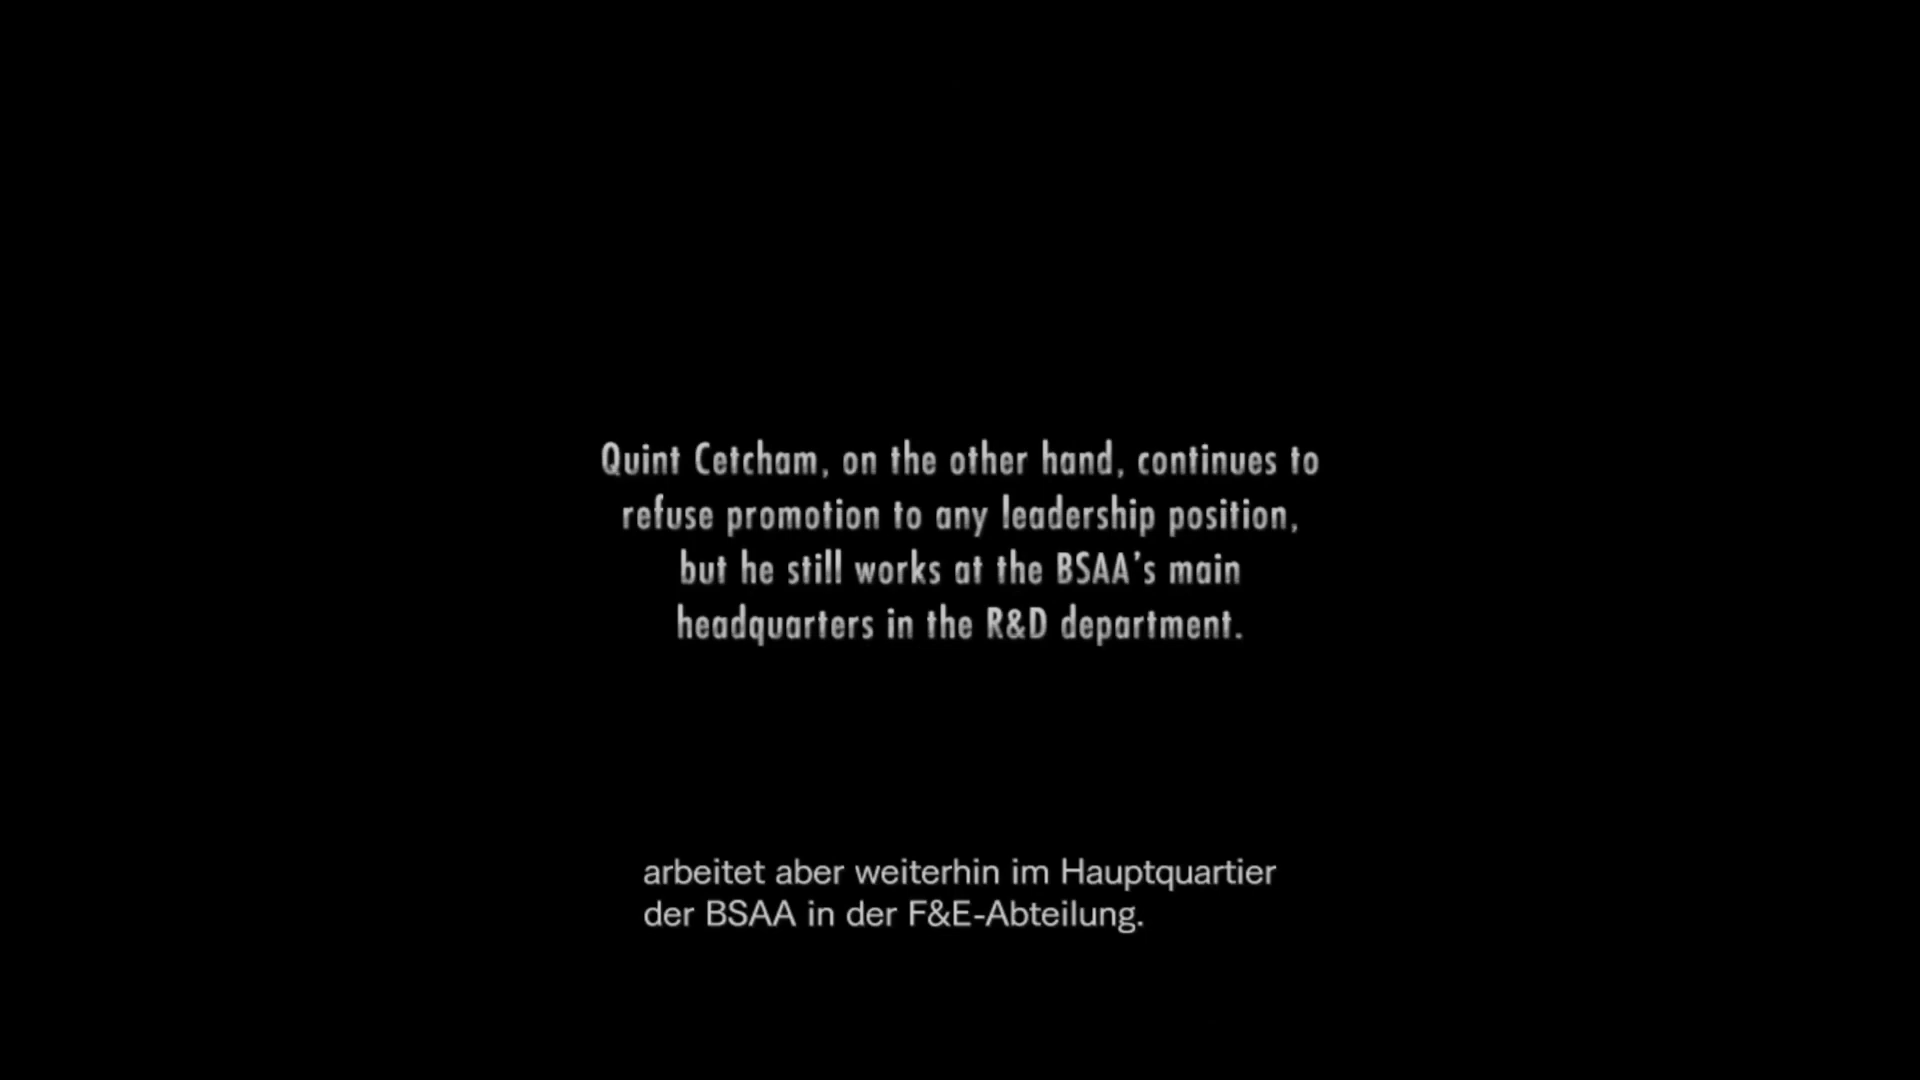 Quint Cetcham, on the other hand, continues to
refuse promotion to any leadership position,
but he still works at the BSAA's main
headquarters in the R&D department.
arbeitet aber weiterhin im Hauptquartier
der BSAA in der F&E-Abteilung.